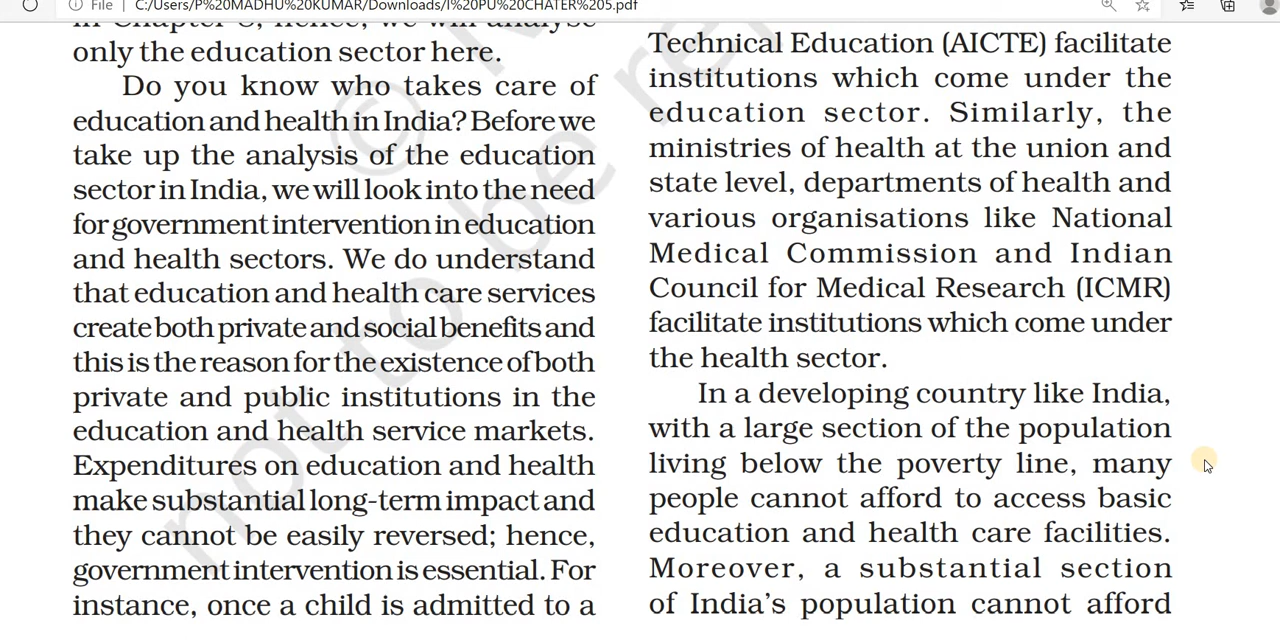 File | C:/Users/P%20MADHU%20KUMAR/Downloads/I%20PU%20CHATER%205.pdf
only the education sector here.
Do you know who takes care of
education and health in India? Before we
take up the analysis of the education
sector in India, we will look into the need
for government intervention in education
and health sectors. We do understand
that education and health care services
create both private and social benefits and
this is the reason for the existence of both
private and public institutions in the
education and health service markets.
Expenditures on education and health
make substantial long-term impact and
they cannot be easily reversed; hence,
government intervention is essential. For
instance, once a child is admitted to a
Technical Education (AICTE) facilitate
institutions which come under the
education sector. Similarly, the
ministries of health at the union and
state level, departments of health and
various organisations like National
Medical Commission and Indian
Council for Medical Research (ICMR)
facilitate institutions which come under
the health sector.
In a developing country like India,
with a large section of the population
living below the poverty line, many
people cannot afford to access basic
education and health care facilities.
Moreover, a substantial section
of India's population cannot afford
not to be re